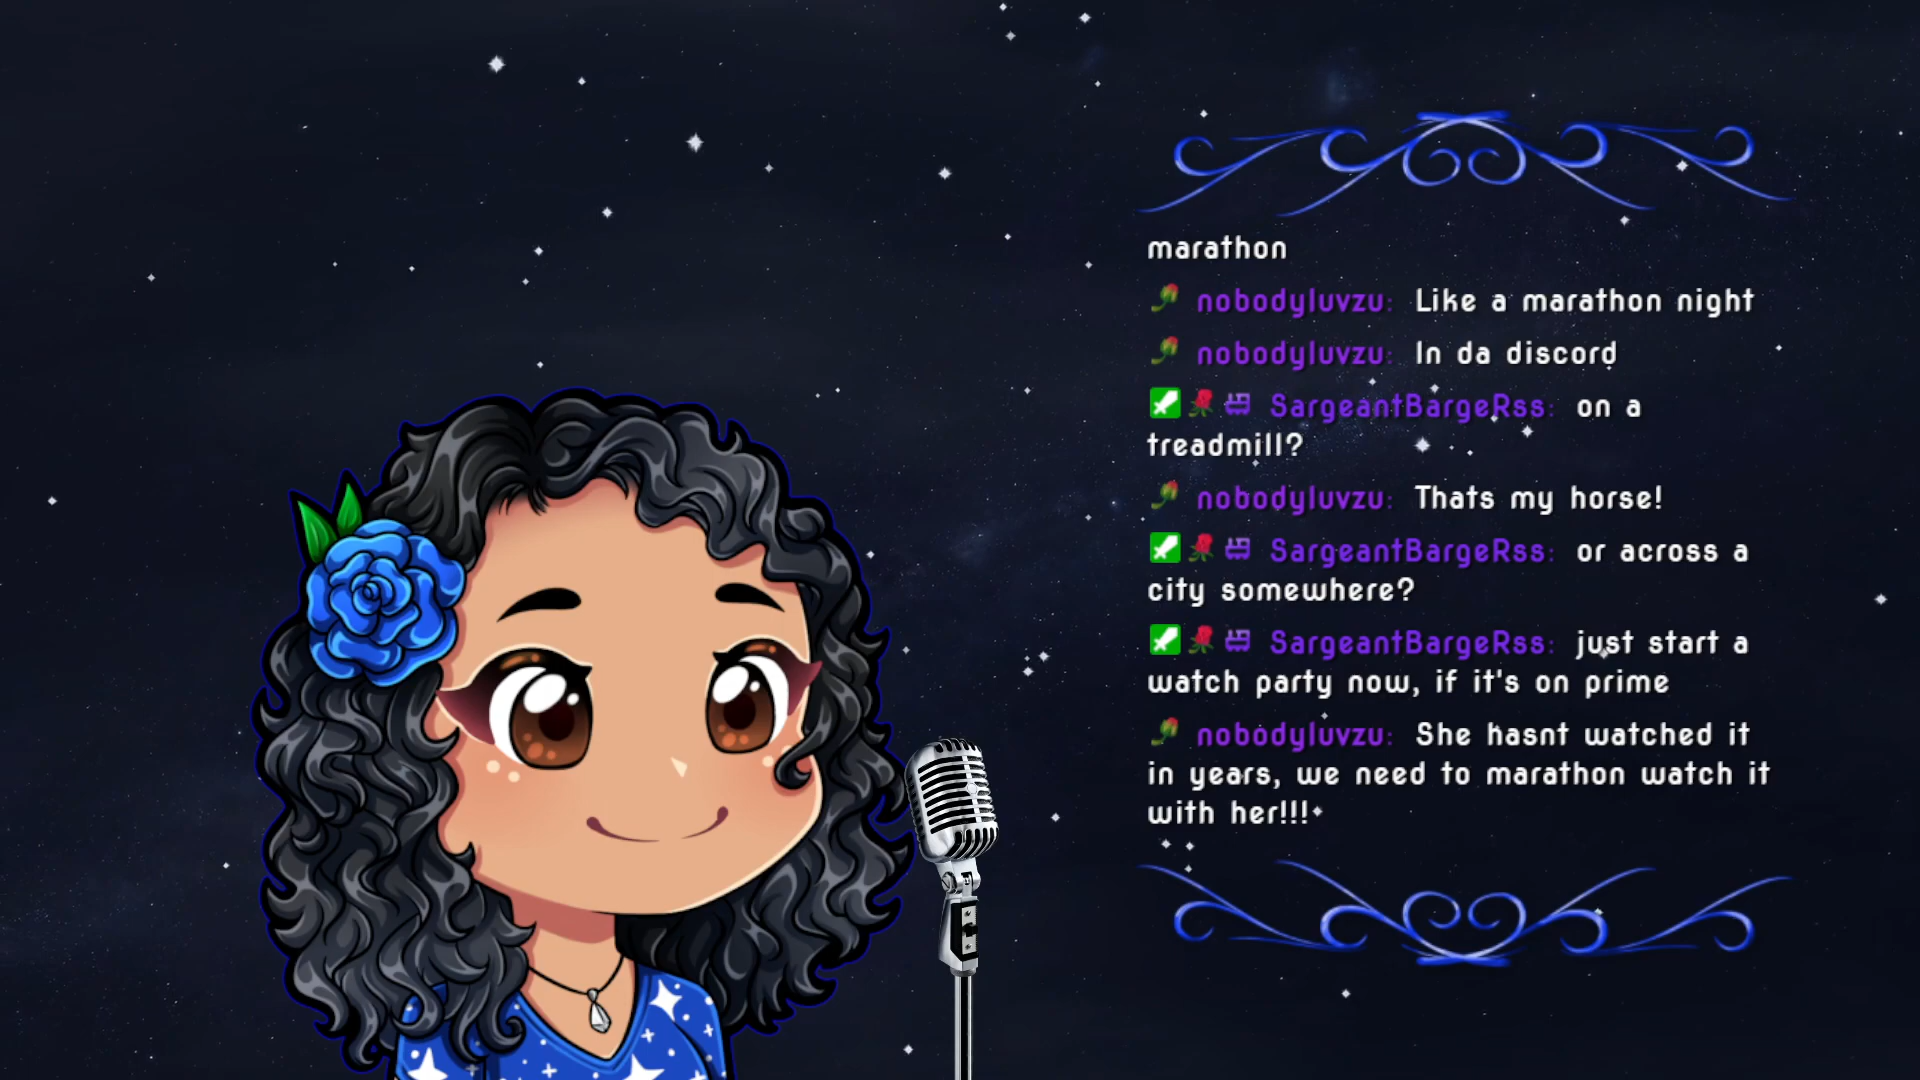 marathon
nobodyluvzu: Like a marathon night
nobodyluvzu: In da discord
SargeantBargeRss: on a
treadmill?
nobodyluvzu: Thats my horse!
SargeantBargeRss: or across a
city somewhere?
SargeantBargeRss: just start a
watch party now, if it's on prime
nobodyluvzu: She hasnt watched it
in years, we need to marathon watch it
with her!!!